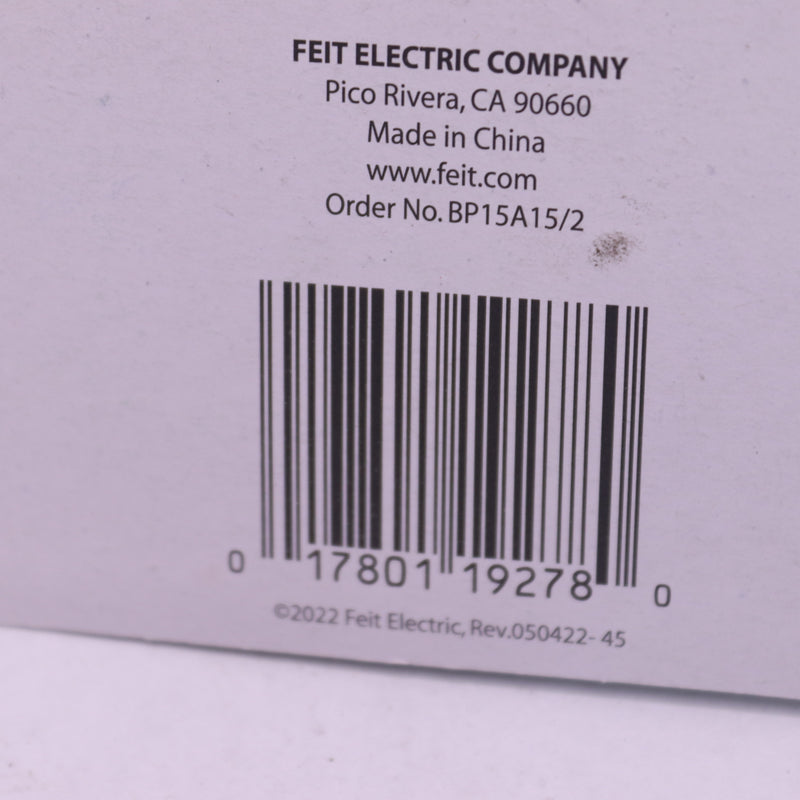 FEIT ELECTRIC COMPANY
Pico Rivera, CA 90660
Made in China
www.feit.com
Order No. BP15A15/2
0 17801 19278 0
©2022 Feit Electric, Rev.050422- 45